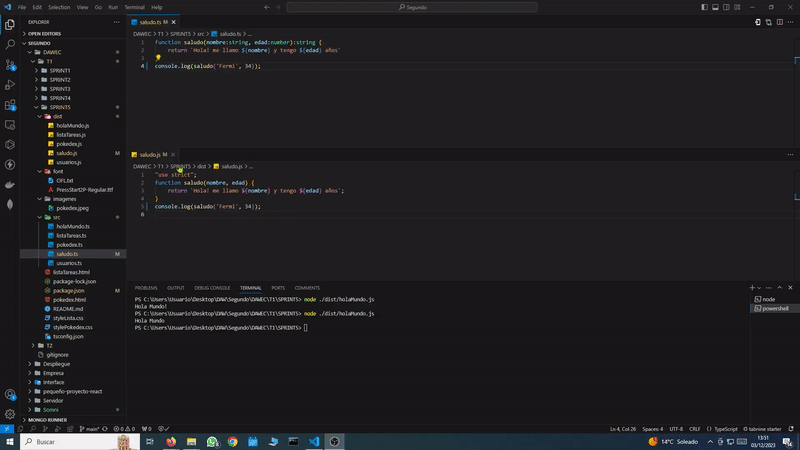 File Edit Selection View Go Run ···
Segundo
EXPLORER
OPEN EDITORS
SEGUNDO
DAWEC
T1
SPRINT1
SPRINT2
SPRINT3
SPRINT4
SPRINT5
dist
holaMundo.js
listaTareas.js
pokedex.js
saludo.js M
usuarios.js
font
OFL.txt
PressStart2P-Regular.ttf
imagenes
pokedex.jpeg
src
holaMundo.ts
listaTareas.ts
pokedex.ts
saludo.ts M
usuarios.ts
listaTareas.html
package-lock.json
package.json
pokedex.html
README.md
styleLista.css
stylePokedex.css
tsconfig.json
T2
.gitignore
Despliegue
Empresa
Interface
pequeño-proyecto-react
Servidor
Somni
MONGO RUNNER
saludo.ts M
DAWEC > T1 > SPRINT5 > src > saludo.ts > ...
1 function saludo(nombre:string, edad:number):string {
2 return `Hola! me llamo ${nombre} y tengo ${edad} años`
3
4 console.log(saludo('Fermi', 34));
saludo.js M
DAWEC > T1 > SPRINT5 > dist > saludo.js > ...
1 "use strict";
2 function saludo(nombre, edad) {
3 return `Hola! me llamo ${nombre} y tengo ${edad} años`;
4 }
5 console.log(saludo('Fermi', 34));
6
PROBLEMS OUTPUT DEBUG CONSOLE TERMINAL PORTS COMMENTS
PS C:\Users\Usuario\Desktop\DAW\Segundo\DAWEC\T1\SPRINT5> node ./dist/holaMundo.js
Hola Mundo!
PS C:\Users\Usuario\Desktop\DAW\Segundo\DAWEC\T1\SPRINT5> node ./dist/holaMundo.js
Hola Mundo
PS C:\Users\Usuario\Desktop\DAW\Segundo\DAWEC\T1\SPRINT5>
node
powershell
main* 0 0 0 Ln 4, Col 26 Spaces: 4 UTF-8 CRLF {} TypeScript tabnine starter
Buscar
14°C Soleado
13:51
03/12/2023